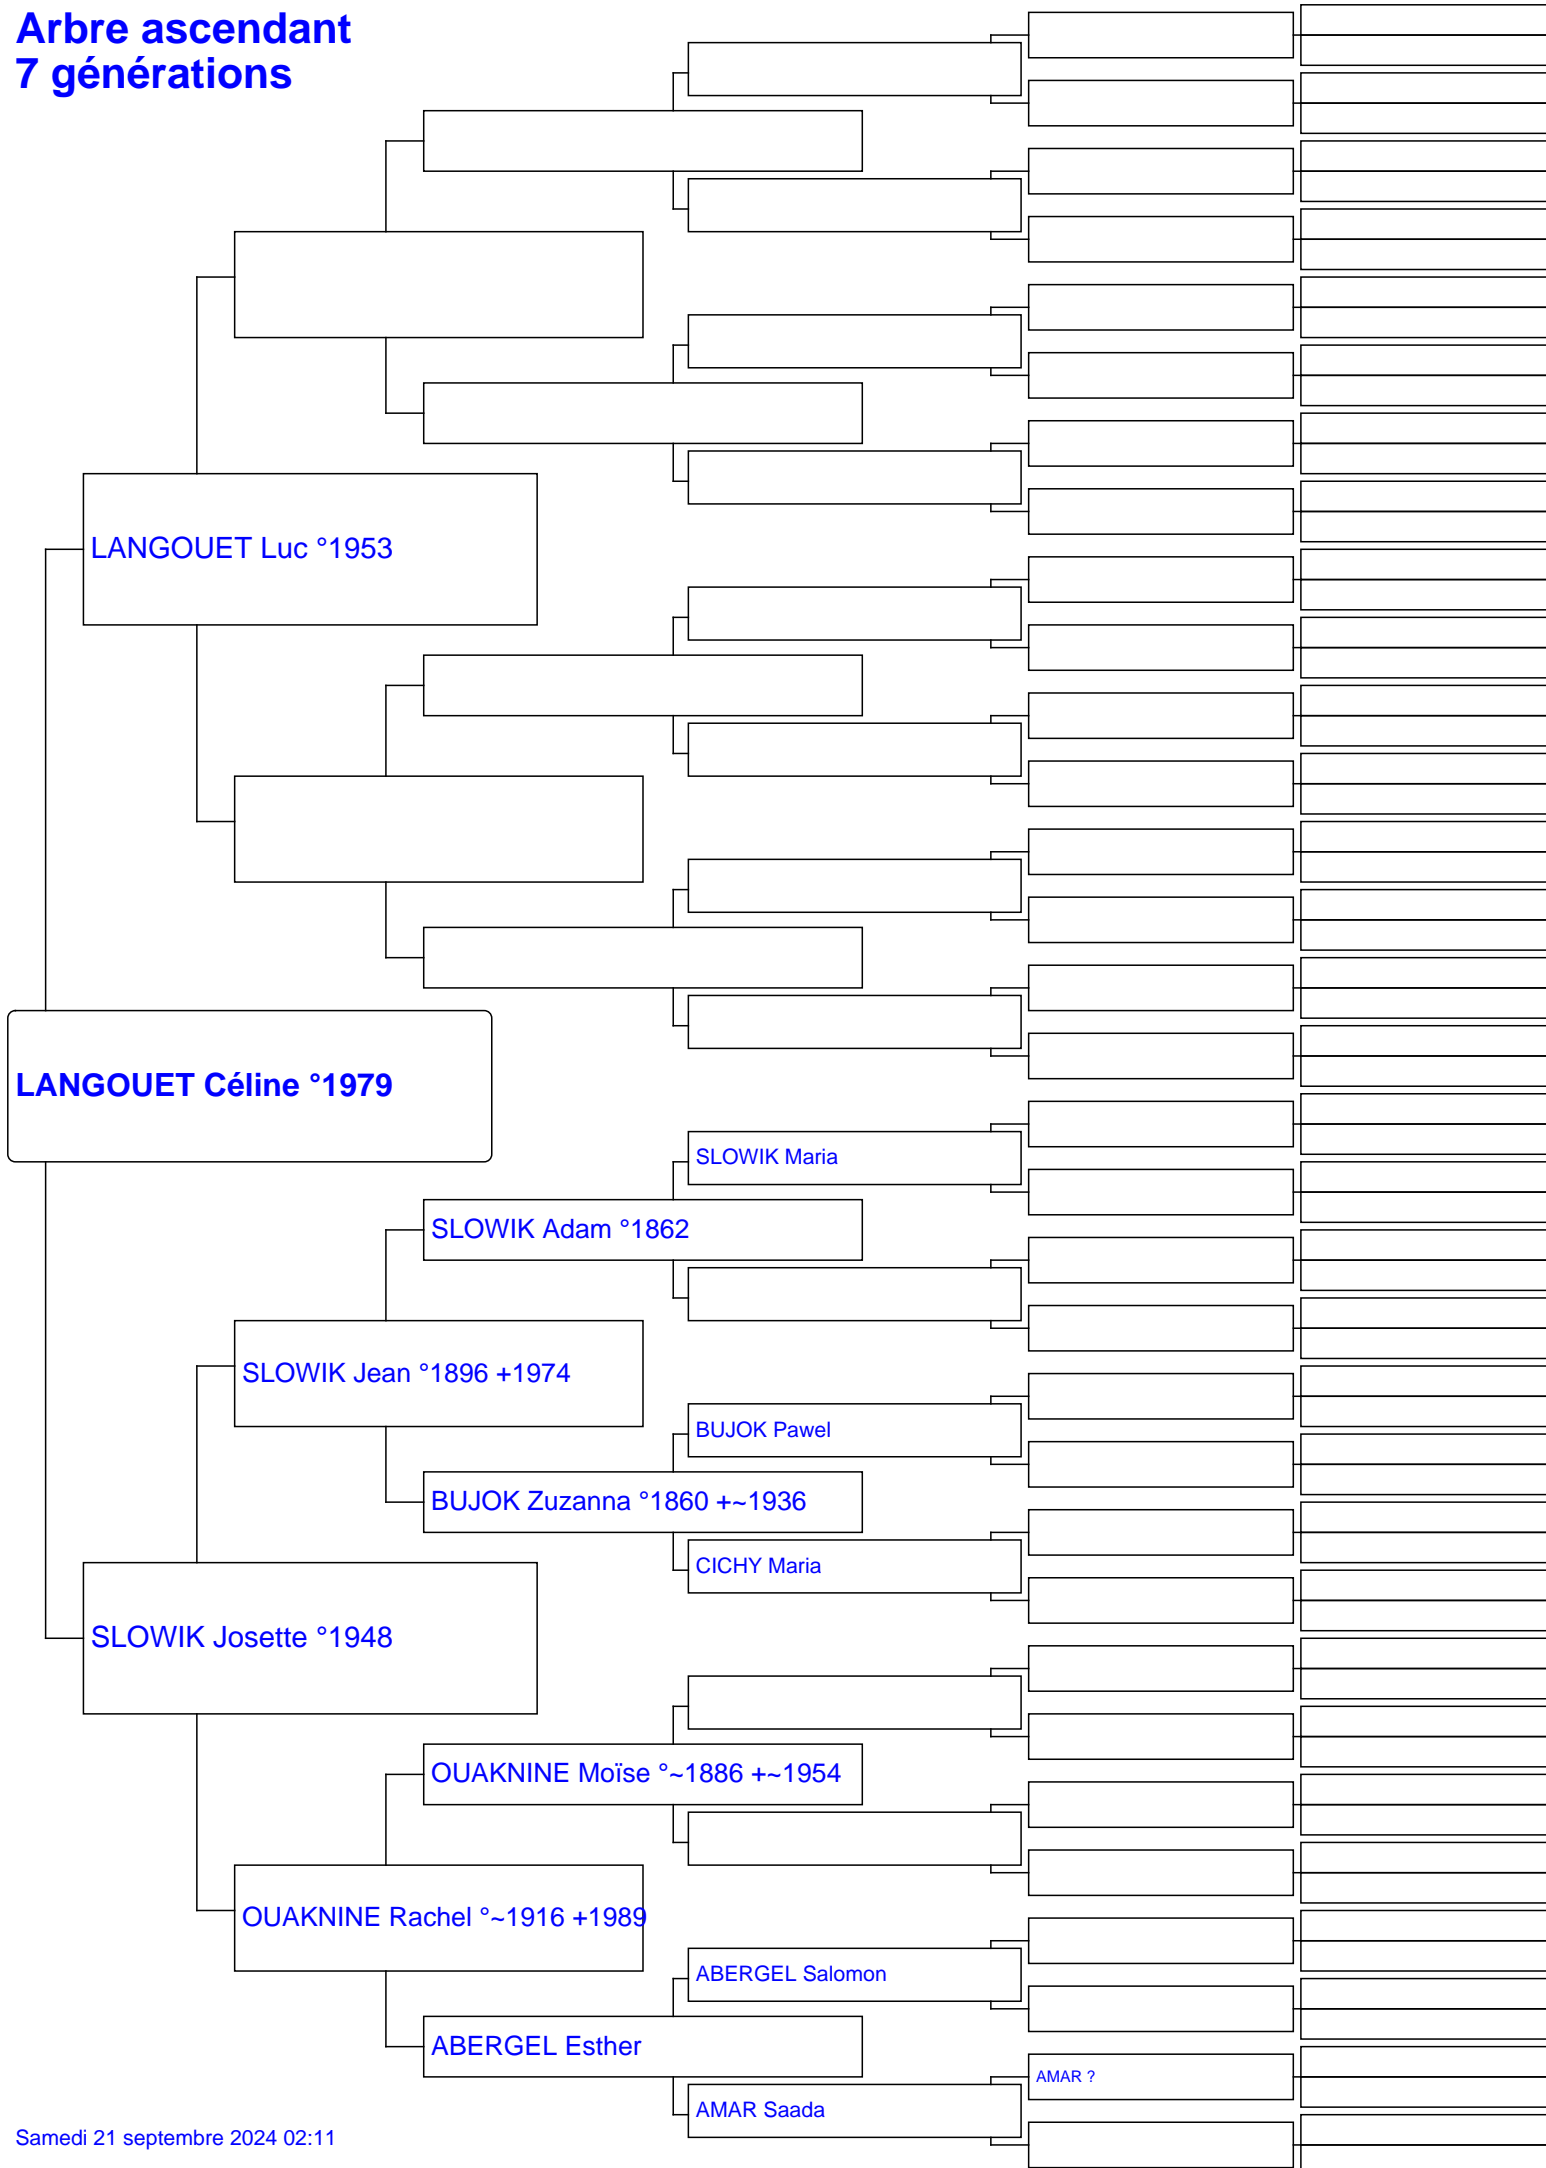 Arbre ascendant
7 générations
LANGOUET Luc °1953
LANGOUET Céline °1979
SLOWIK Maria
SLOWIK Adam °1862
SLOWIK Jean °1896 +1974
BUJOK Pawel
BUJOK Zuzanna °1860 +~1936
CICHY Maria
SLOWIK Josette °1948
OUAKNINE Moïse °~1886 +~1954
OUAKNINE Rachel °~1916 +1989
ABERGEL Salomon
ABERGEL Esther
AMAR ?
AMAR Saada
Samedi 21 septembre 2024 02:11